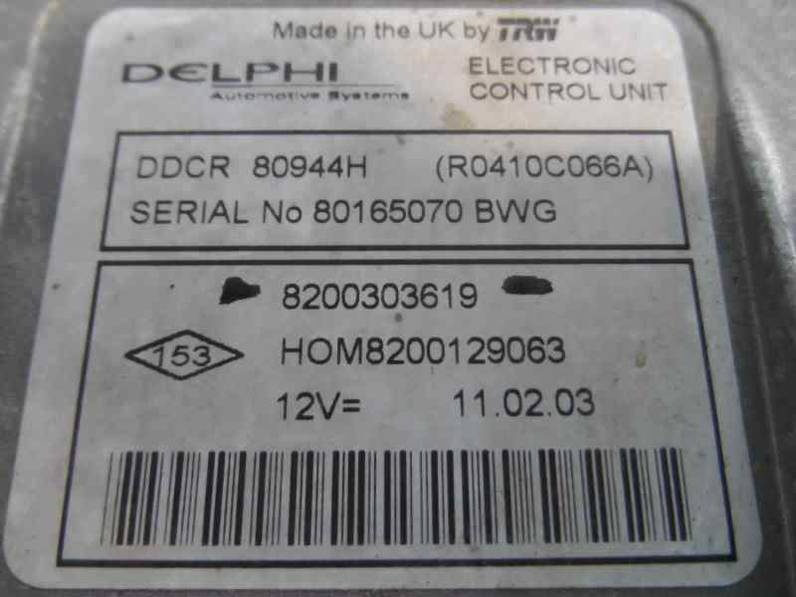 Made in the UK by TRW
DELPHI
Automotive Systems
ELECTRONIC
CONTROL UNIT
DDCR 80944H (R0410C066A)
SERIAL No 80165070 BWG
8200303619
153 HOM8200129063
12V= 11.02.03